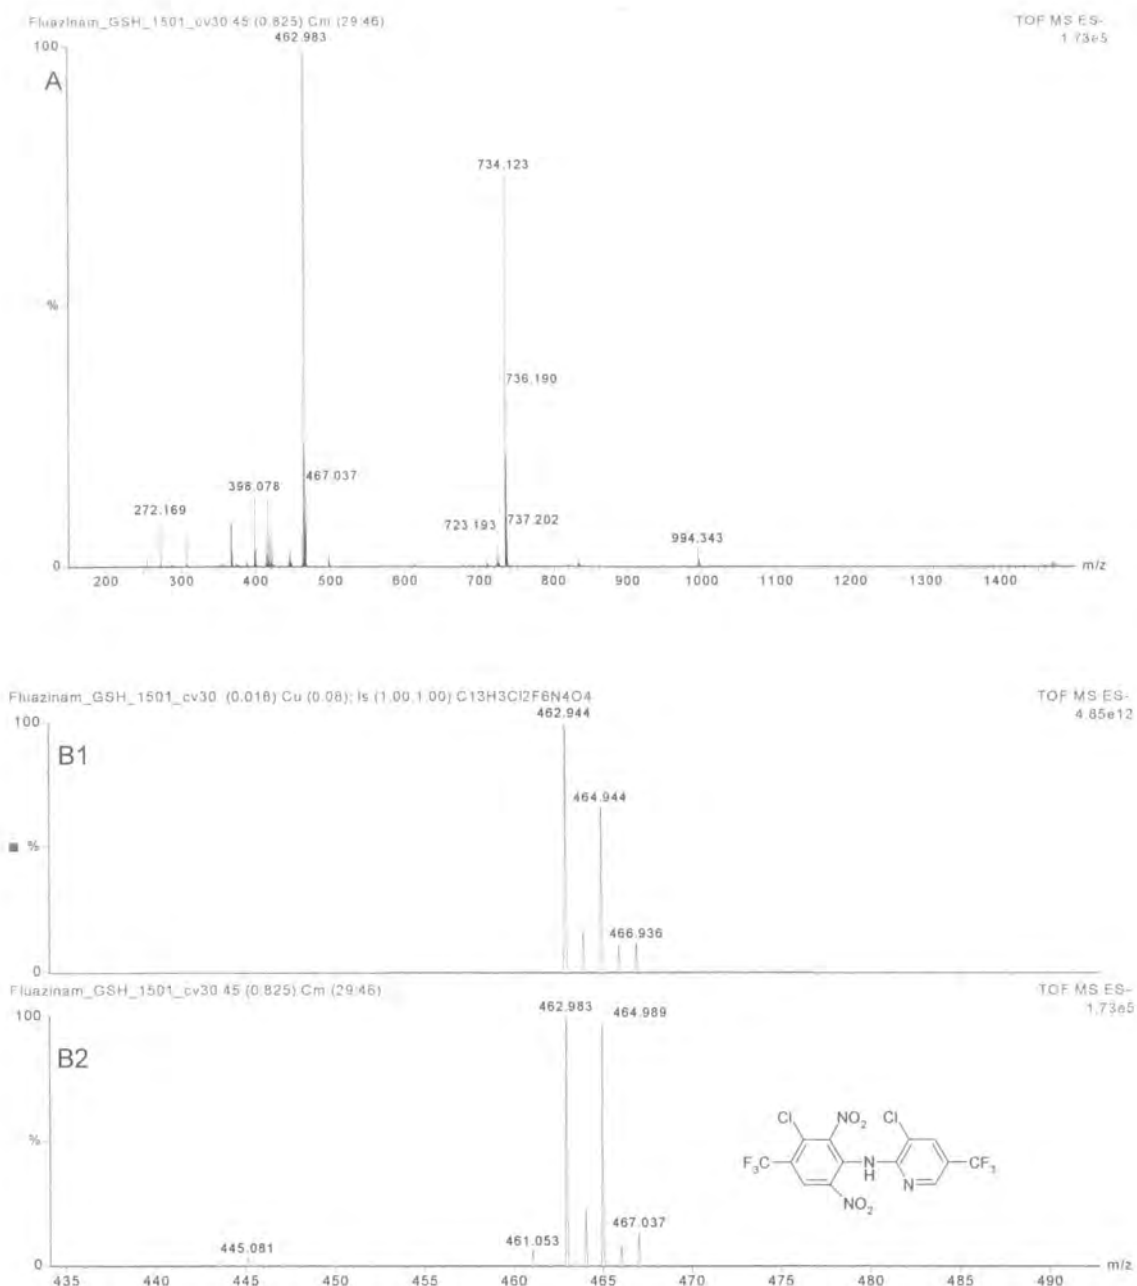 Fluazinam_GSH_1501_cv30 45 (0.825) Cm (29:46)
TOF MS ES-
1.73e5
462.983
100
A
734.123
%
736.190
467.037
398.078
272.169
723.193
737.202
994.343
0
200 300 400 500 600 700 800 900 1000 1100 1200 1300 1400 m/z
Fluazinam_GSH_1501_cv30 (0.016) Cu (0.08); Is (1.00,1.00) C13H3Cl2F6N4O4
TOF MS ES-
4.85e12
462.944
100
B1
464.944
%
466.936
0
Fluazinam_GSH_1501_cv30 45 (0.825) Cm (29:46)
TOF MS ES-
1.73e5
462.983
464.989
100
B2
Cl NO2 Cl
%
F3C N H N CF3
NO2
467.037
461.053
445.081
0
435 440 445 450 455 460 465 470 475 480 485 490 m/z